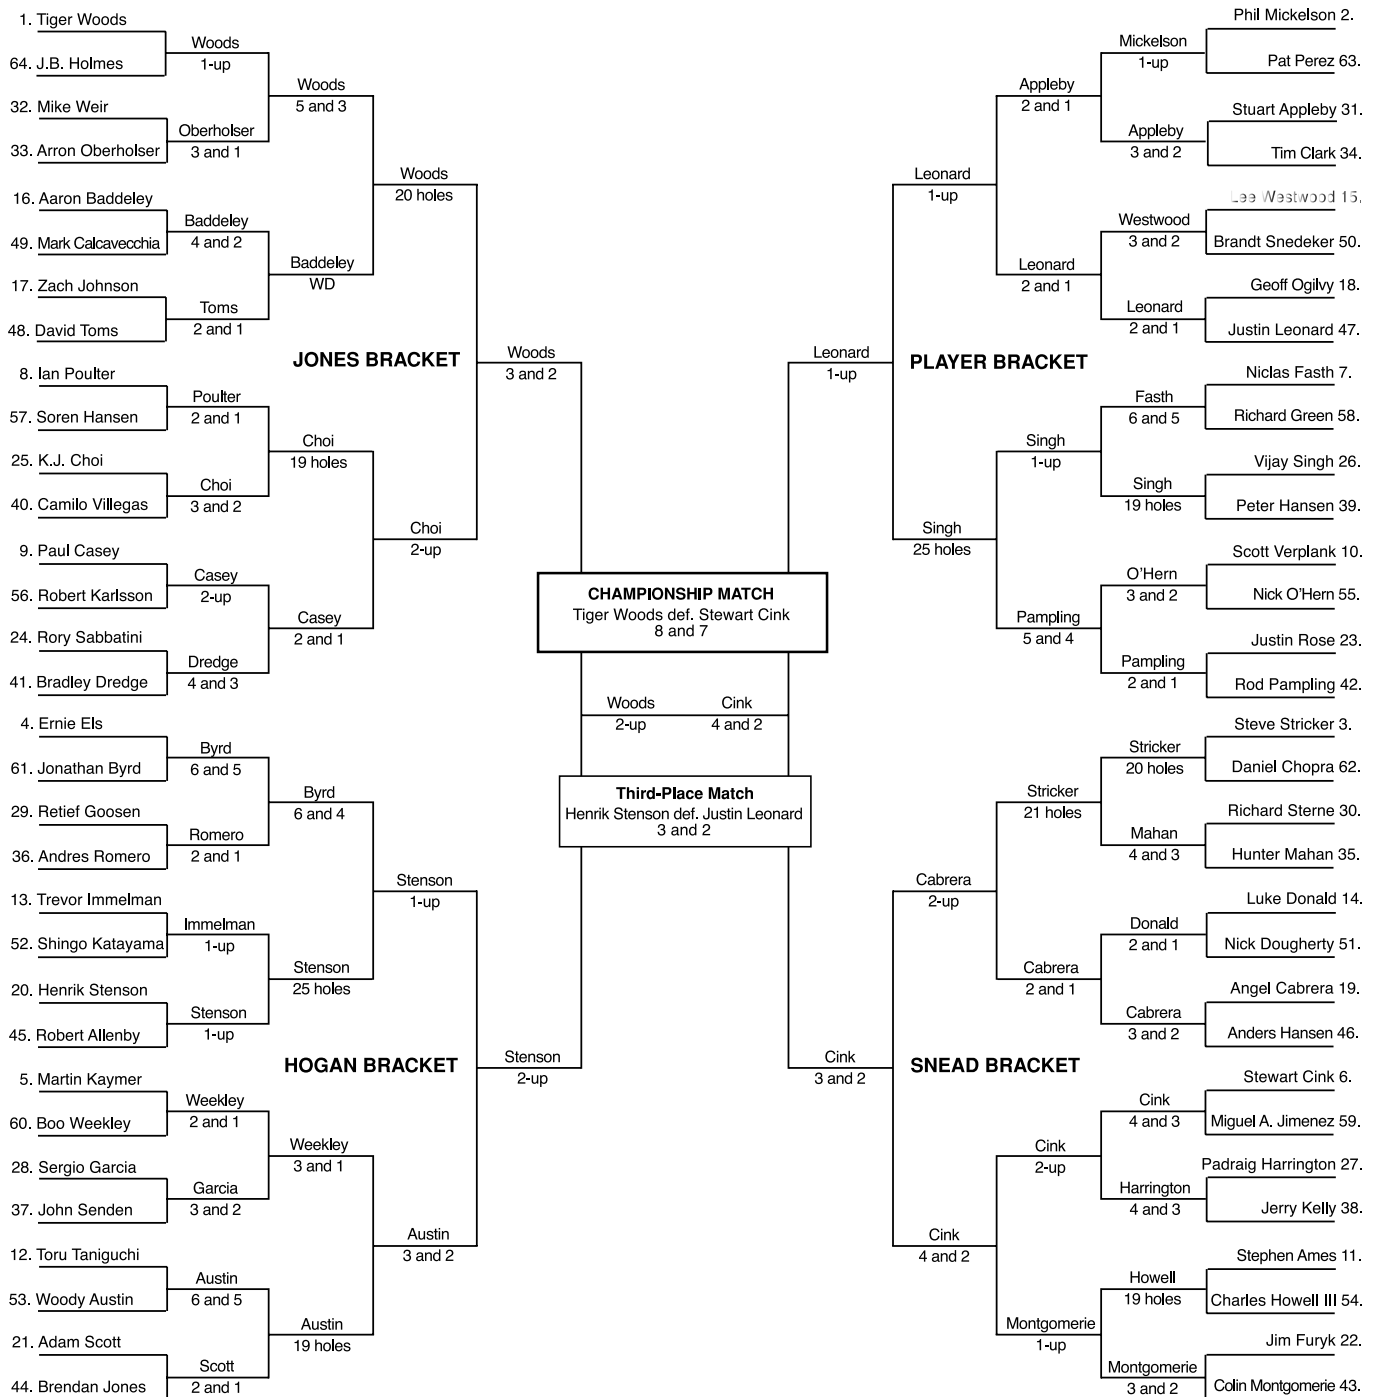 1. Tiger Woods
64. J.B. Holmes
32. Mike Weir
33. Arron Oberholser
16. Aaron Baddeley
49. Mark Calcavecchia
17. Zach Johnson
48. David Toms
8. Ian Poulter
57. Soren Hansen
25. K.J. Choi
40. Camilo Villegas
9. Paul Casey
56. Robert Karlsson
24. Rory Sabbatini
41. Bradley Dredge
4. Ernie Els
61. Jonathan Byrd
29. Retief Goosen
36. Andres Romero
13. Trevor Immelman
52. Shingo Katayama
20. Henrik Stenson
45. Robert Allenby
5. Martin Kaymer
60. Boo Weekley
28. Sergio Garcia
37. John Senden
12. Toru Taniguchi
53. Woody Austin
21. Adam Scott
44. Brendan Jones
Woods
1-up
Oberholser
3 and 1
Baddeley
4 and 2
Toms
2 and 1
Poulter
2 and 1
Choi
3 and 2
Casey
2-up
Dredge
4 and 3
Byrd
6 and 5
Romero
2 and 1
Immelman
1-up
Stenson
1-up
Weekley
2 and 1
Garcia
3 and 2
Austin
6 and 5
Scott
2 and 1
Woods
5 and 3
Baddeley
WD
Choi
19 holes
Casey
2 and 1
Byrd
6 and 4
Stenson
25 holes
Weekley
3 and 1
Austin
19 holes
Woods
20 holes
Choi
2-up
Stenson
1-up
Austin
3 and 2
JONES BRACKET
HOGAN BRACKET
Woods
3 and 2
Stenson
2-up
CHAMPIONSHIP MATCH
Tiger Woods def. Stewart Cink
8 and 7
Woods
2-up
Cink
4 and 2
Third-Place Match
Henrik Stenson def. Justin Leonard
3 and 2
Leonard
1-up
Cink
3 and 2
PLAYER BRACKET
SNEAD BRACKET
Leonard
1-up
Singh
25 holes
Cabrera
2-up
Cink
4 and 2
Appleby
2 and 1
Leonard
2 and 1
Singh
1-up
Pampling
5 and 4
Stricker
21 holes
Cabrera
2 and 1
Cink
2-up
Montgomerie
1-up
Mickelson
1-up
Appleby
3 and 2
Westwood
3 and 2
Leonard
2 and 1
Fasth
6 and 5
Singh
19 holes
O'Hern
3 and 2
Pampling
2 and 1
Stricker
20 holes
Mahan
4 and 3
Donald
2 and 1
Cabrera
3 and 2
Cink
4 and 3
Harrington
4 and 3
Howell
19 holes
Montgomerie
3 and 2
Phil Mickelson 2.
Pat Perez 63.
Stuart Appleby 31.
Tim Clark 34.
Lee Westwood 15.
Brandt Snedeker 50.
Geoff Ogilvy 18.
Justin Leonard 47.
Niclas Fasth 7.
Richard Green 58.
Vijay Singh 26.
Peter Hansen 39.
Scott Verplank 10.
Nick O'Hern 55.
Justin Rose 23.
Rod Pampling 42.
Steve Stricker 3.
Daniel Chopra 62.
Richard Sterne 30.
Hunter Mahan 35.
Luke Donald 14.
Nick Dougherty 51.
Angel Cabrera 19.
Anders Hansen 46.
Stewart Cink 6.
Miguel A. Jimenez 59.
Padraig Harrington 27.
Jerry Kelly 38.
Stephen Ames 11.
Charles Howell III 54.
Jim Furyk 22.
Colin Montgomerie 43.